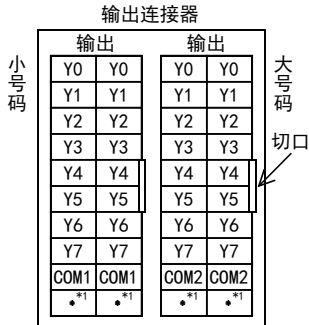 输出连接器
输出 输出
小号码
大号码
切口
Y0 Y0 Y0 Y0
Y1 Y1 Y1 Y1
Y2 Y2 Y2 Y2
Y3 Y3 Y3 Y3
Y4 Y4 Y4 Y4
Y5 Y5 Y5 Y5
Y6 Y6 Y6 Y6
Y7 Y7 Y7 Y7
COM1 COM1 COM2 COM2
•*1 •*1 •*1 •*1